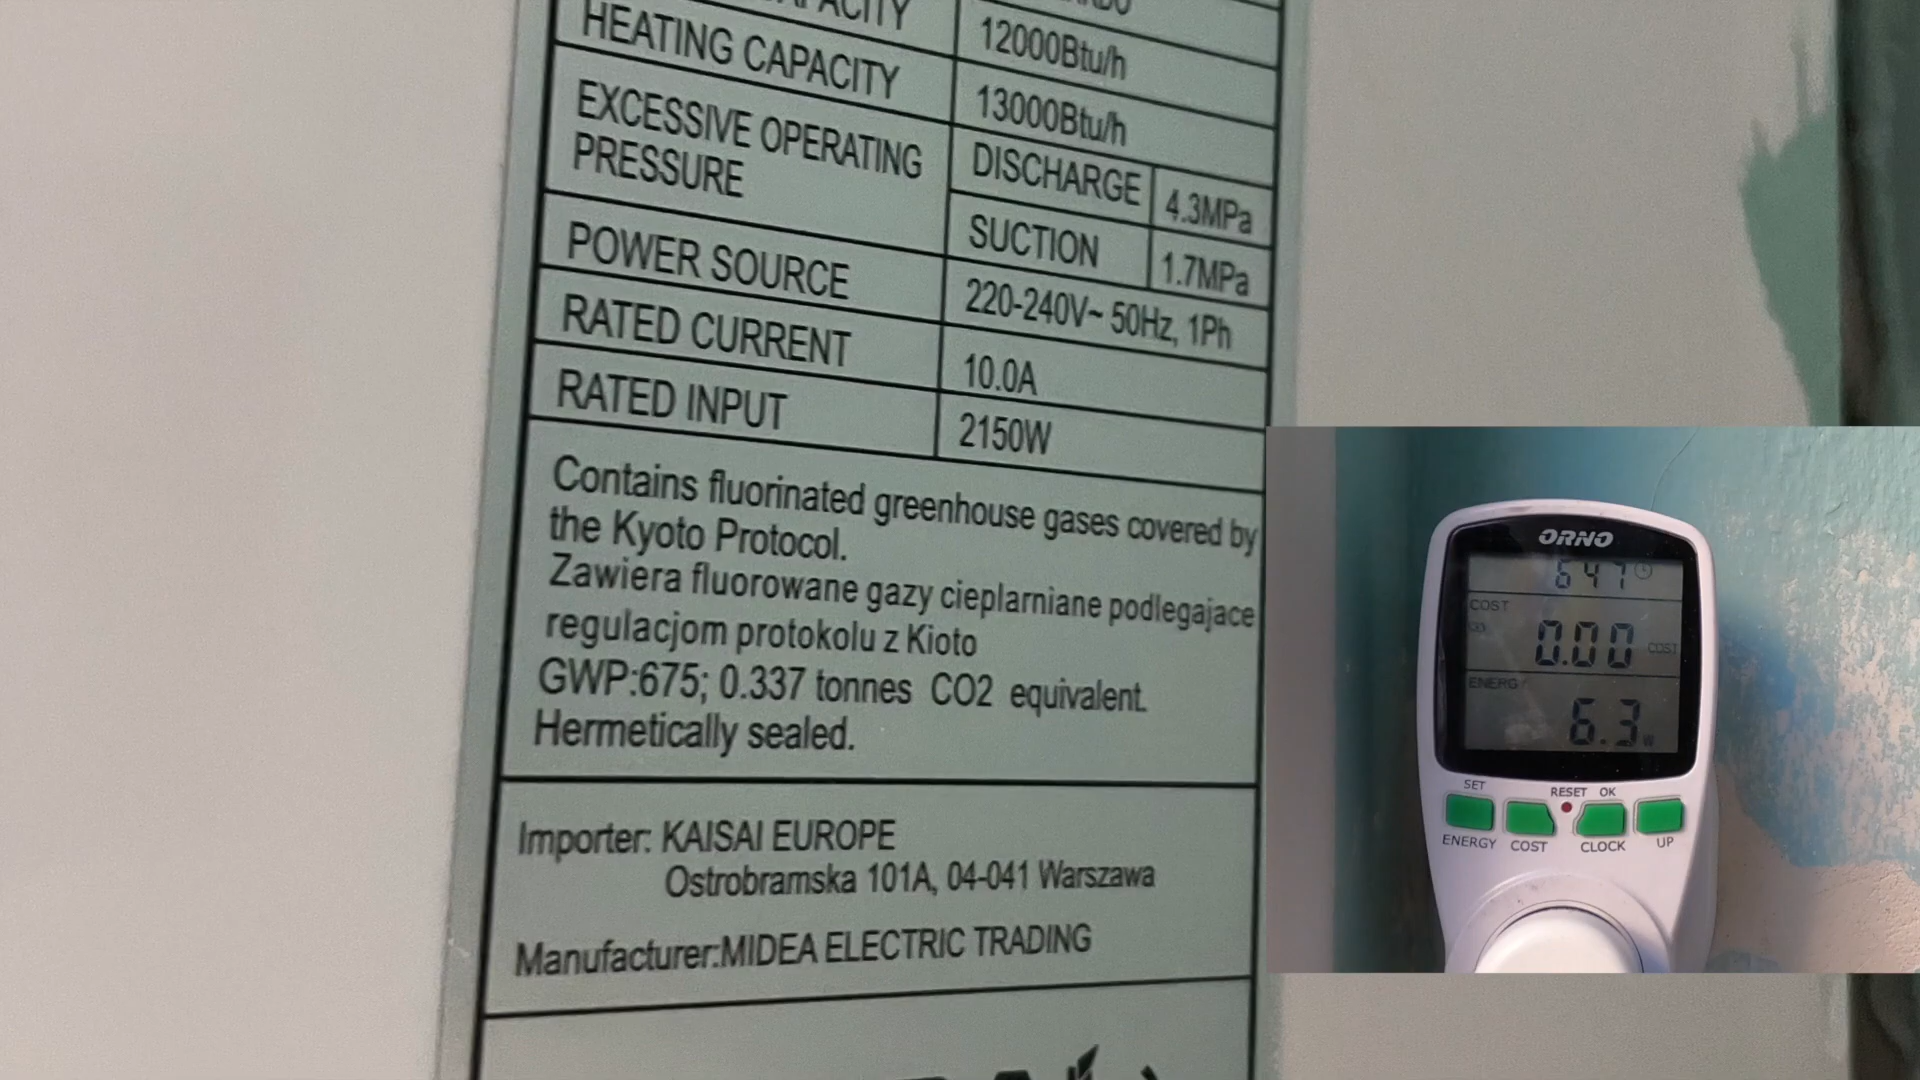 CAPACITY 12000Btu/h
HEATING CAPACITY 13000Btu/h
EXCESSIVE OPERATING
PRESSURE
DISCHARGE 4.3MPa
SUCTION 1.7MPa
POWER SOURCE 220-240V~ 50Hz, 1Ph
RATED CURRENT 10.0A
RATED INPUT 2150W
Contains fluorinated greenhouse gases covered by
the Kyoto Protocol.
Zawiera fluorowane gazy cieplarniane podlegajace
regulacjom protokolu z Kioto
GWP:675; 0.337 tonnes CO2 equivalent.
Hermetically sealed.
Importer: KAISAI EUROPE
Ostrobramska 101A, 04-041 Warszawa
Manufacturer:MIDEA ELECTRIC TRADING
ORNO
647
COST
0.00 COST
ENERGY
6.3 W
SET RESET OK
ENERGY COST CLOCK UP